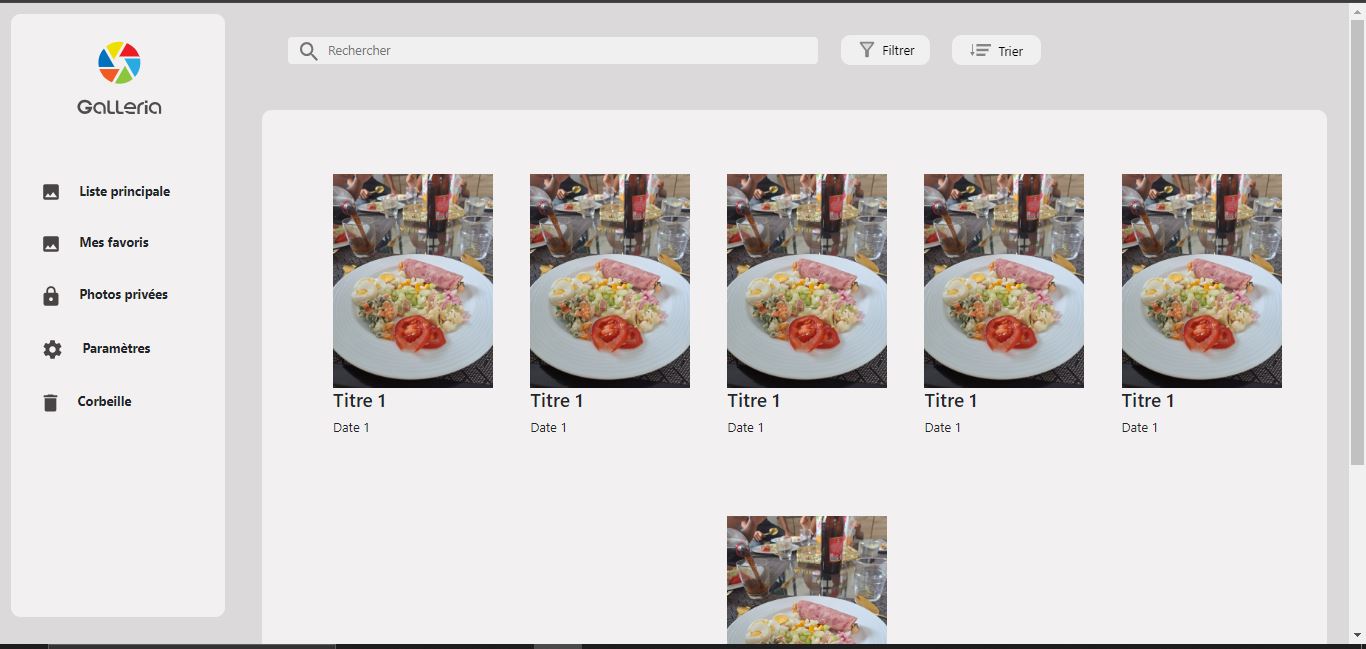 Galleria
Rechercher
Filtrer
Trier
Liste principale
Mes favoris
Photos privées
Paramètres
Corbeille
Titre 1
Titre 1
Titre 1
Titre 1
Titre 1
Date 1
Date 1
Date 1
Date 1
Date 1